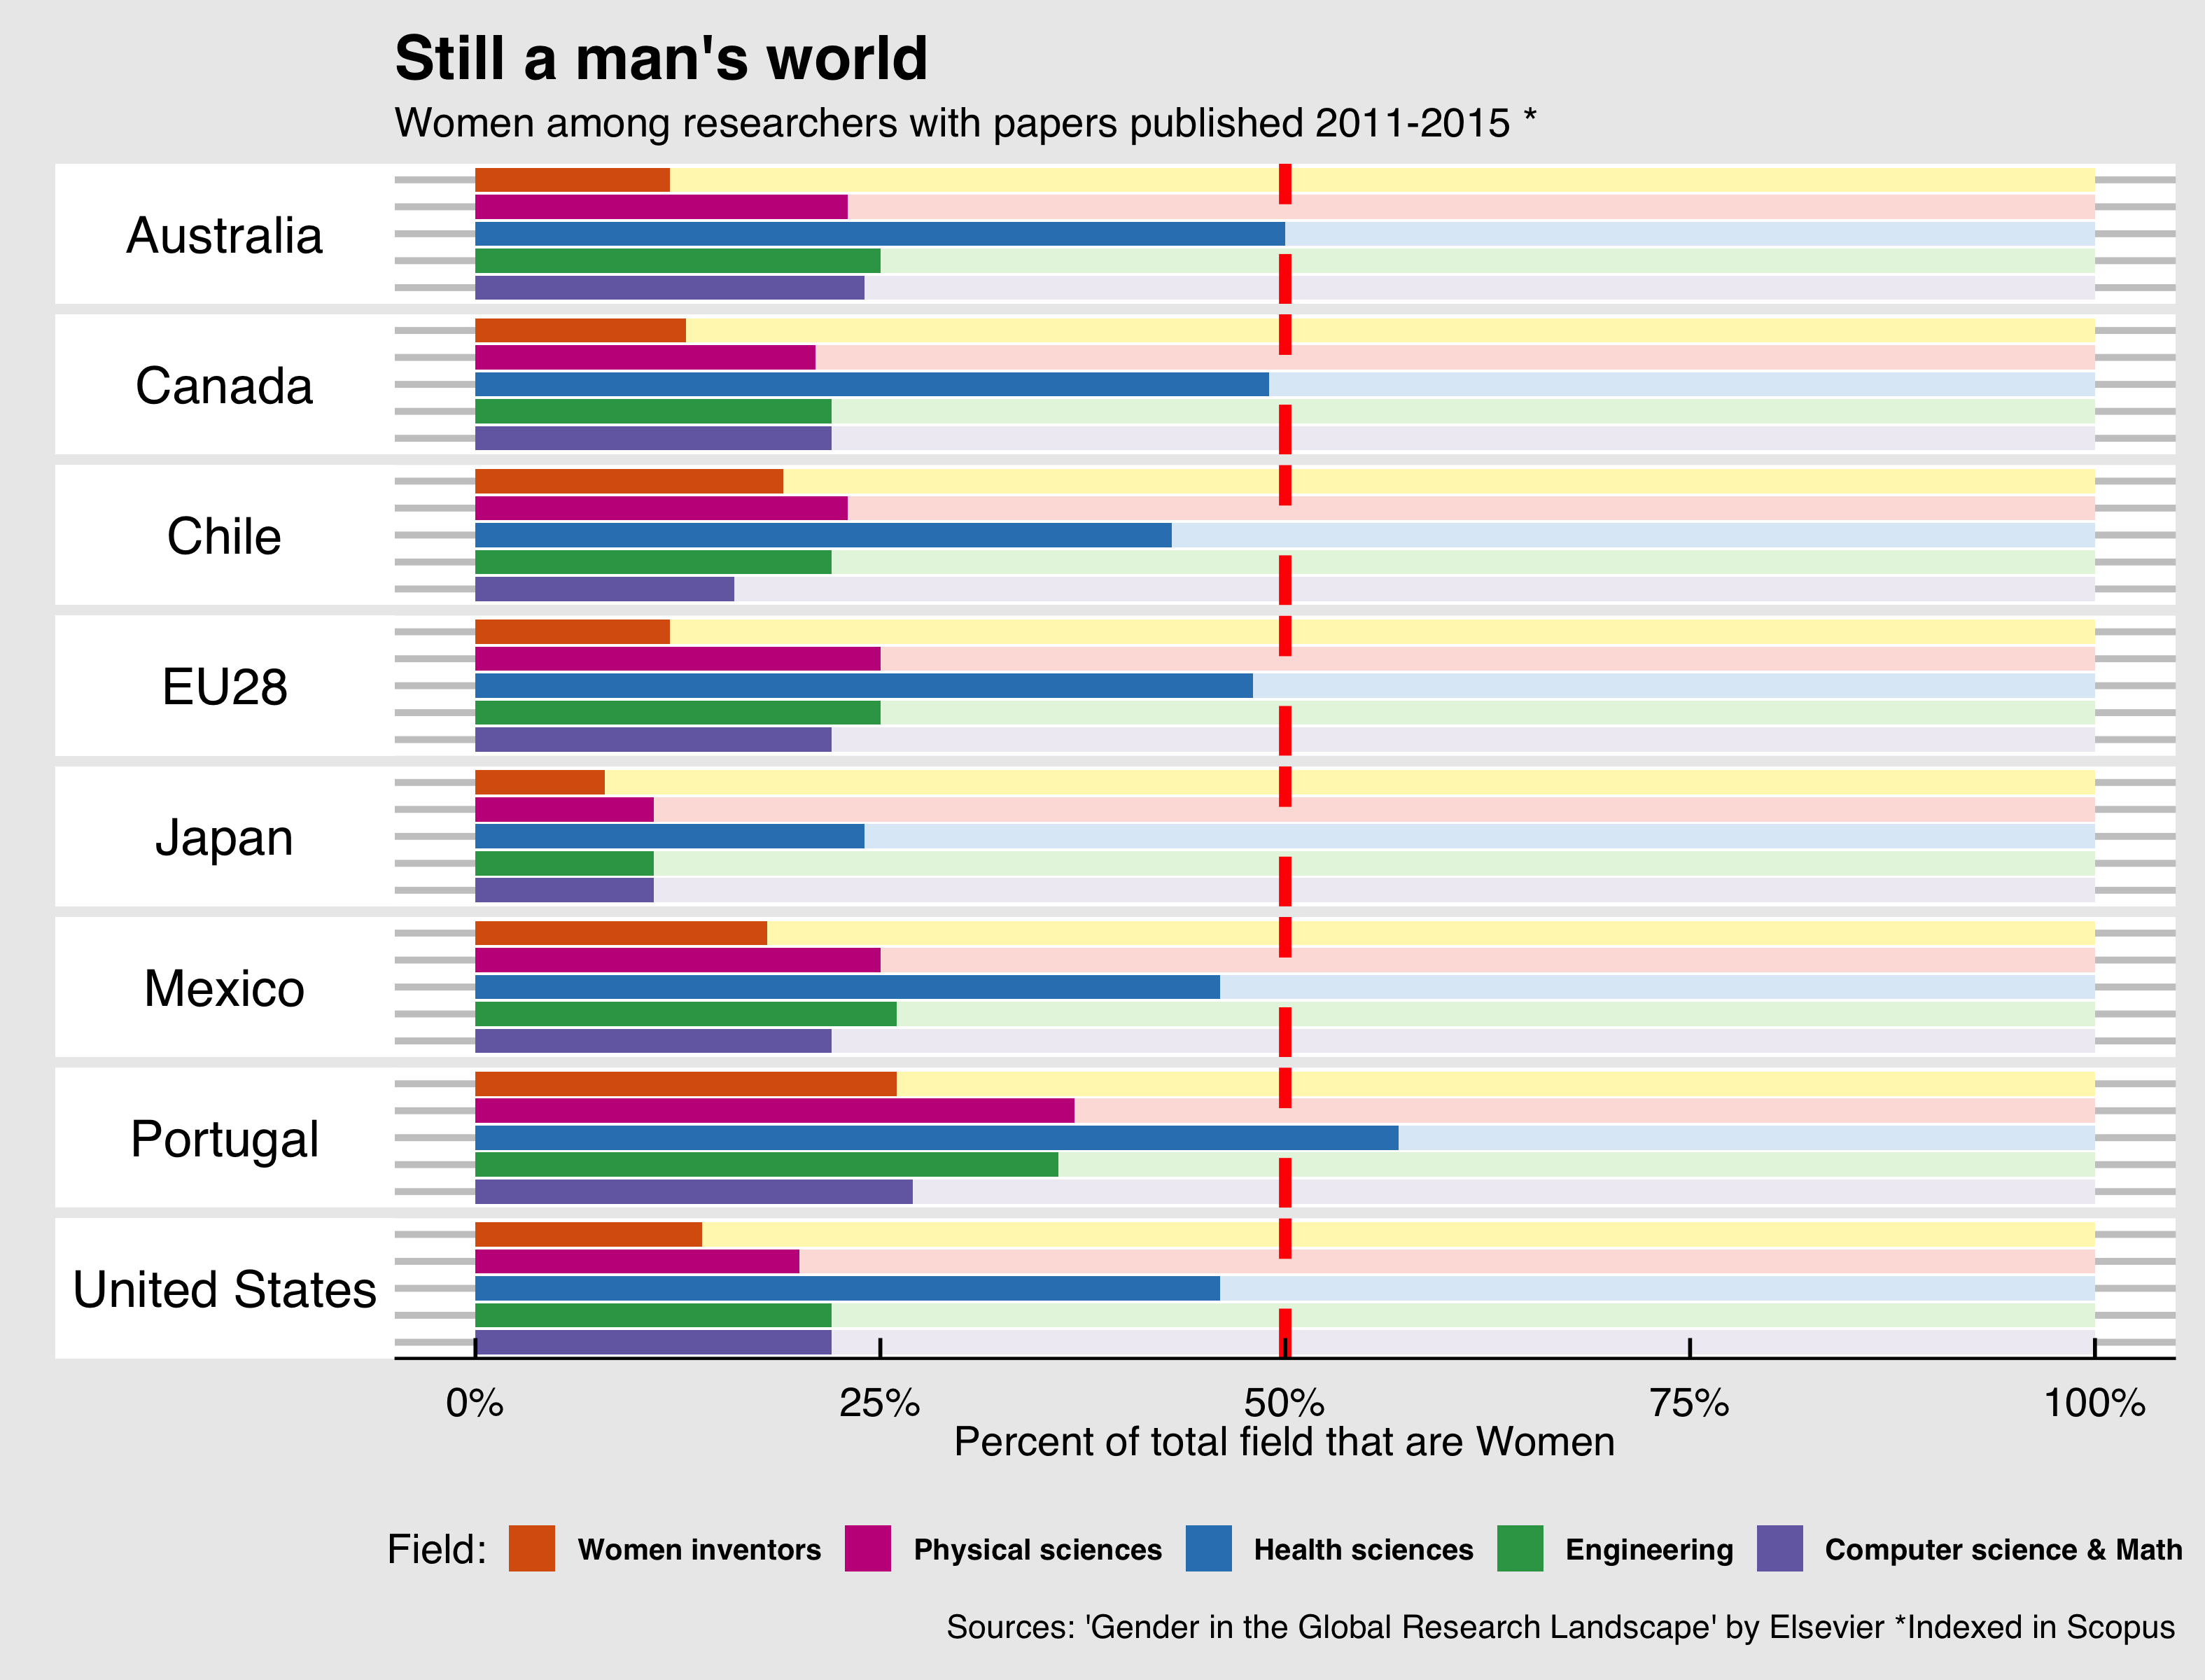 Still a man's world
Women among researchers with papers published 2011-2015 *
Australia
Canada
Chile
EU28
Japan
Mexico
Portugal
United States
0% 25% 50% 75% 100%
Percent of total field that are Women
Field: Women inventors Physical sciences Health sciences Engineering Computer science & Math
Sources: 'Gender in the Global Research Landscape' by Elsevier *Indexed in Scopus